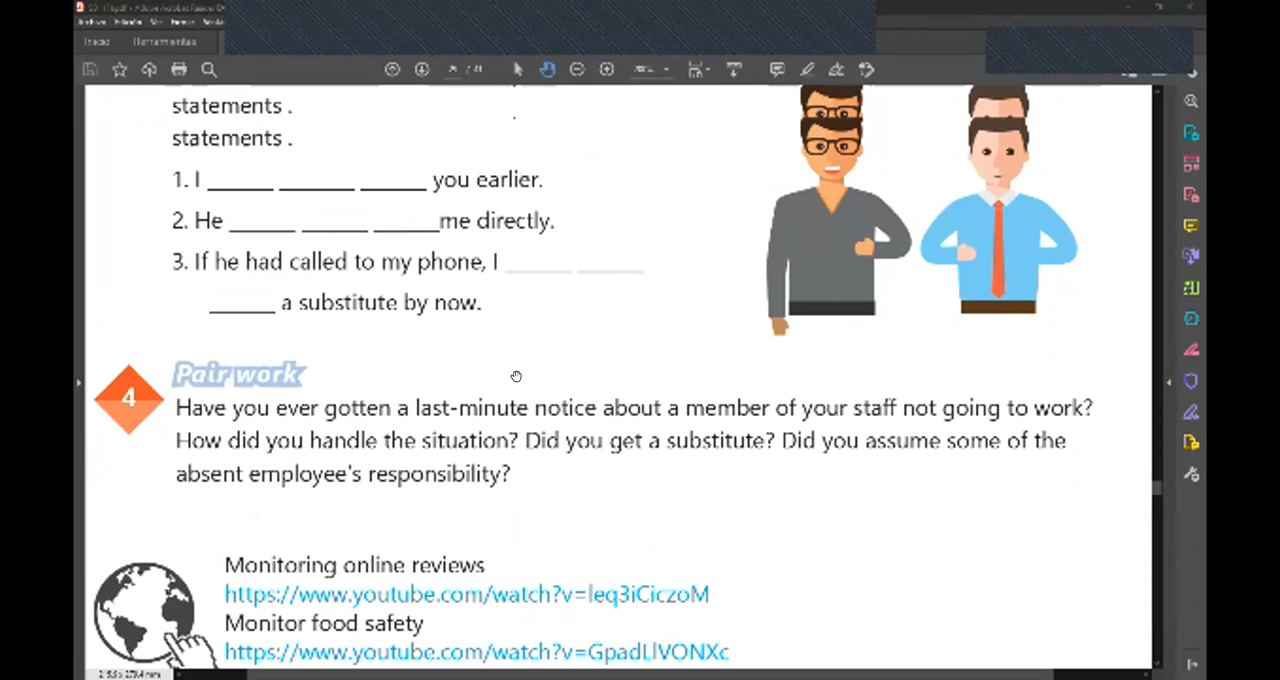 Inicio Herramientas
statements .
statements .
1. I ______ ______ ______ you earlier.
2. He ______ ______ ______me directly.
3. If he had called to my phone, I ______ ______
______ a substitute by now.
4
Pair work
Have you ever gotten a last-minute notice about a member of your staff not going to work?
How did you handle the situation? Did you get a substitute? Did you assume some of the
absent employee's responsibility?
Monitoring online reviews
https://www.youtube.com/watch?v=leq3iCiczoM
Monitor food safety
https://www.youtube.com/watch?v=GpadLlVONXc